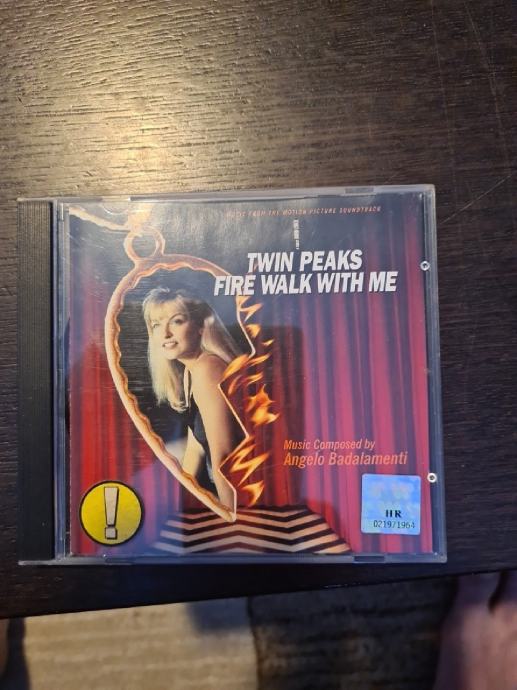 MUSIC FROM THE MOTION PICTURE SOUNDTRACK
TWIN PEAKS
FIRE WALK WITH ME
Music Composed by
Angelo Badalamenti
!
HR
0219/1964